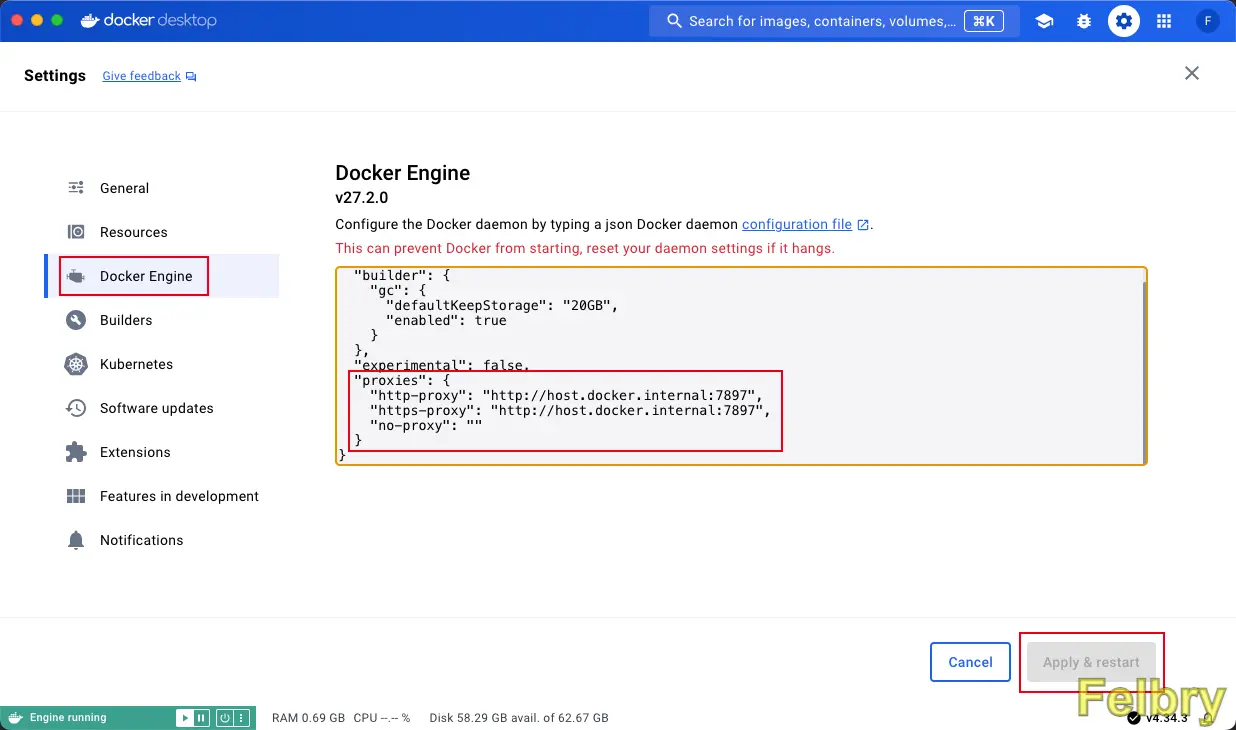 docker desktop
Search for images, containers, volumes,... ⌘K
F
Settings Give feedback
General
Resources
Docker Engine
Builders
Kubernetes
Software updates
Extensions
Features in development
Notifications
Docker Engine
v27.2.0
Configure the Docker daemon by typing a json Docker daemon configuration file .
This can prevent Docker from starting, reset your daemon settings if it hangs.
"builder": {
"gc": {
"defaultKeepStorage": "20GB",
"enabled": true
}
},
"experimental": false,
"proxies": {
"http-proxy": "http://host.docker.internal:7897",
"https-proxy": "http://host.docker.internal:7897",
"no-proxy": ""
}
}
Cancel
Apply & restart
Felbry
Engine running
RAM 0.69 GB CPU --.-- % Disk 58.29 GB avail. of 62.67 GB
v4.34.3